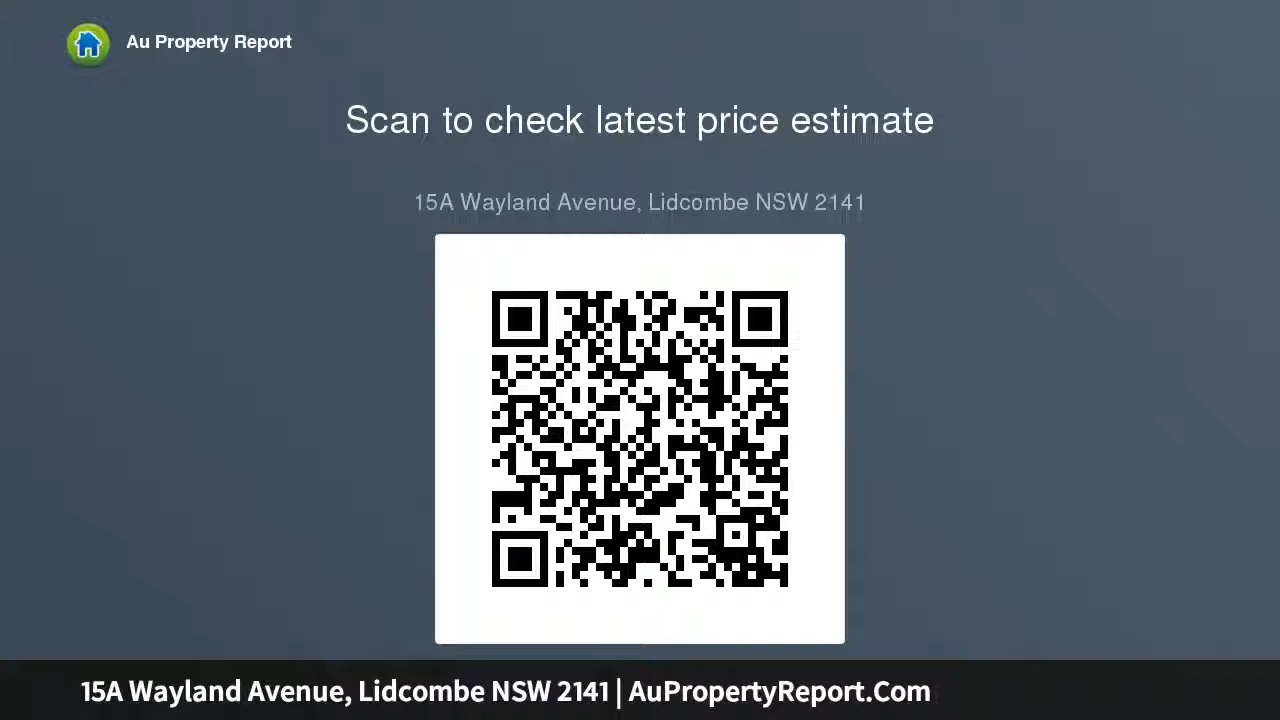 Au Property Report
Scan to check latest price estimate
15A Wayland Avenue, Lidcombe NSW 2141
15A Wayland Avenue, Lidcombe NSW 2141 | AuPropertyReport.Com